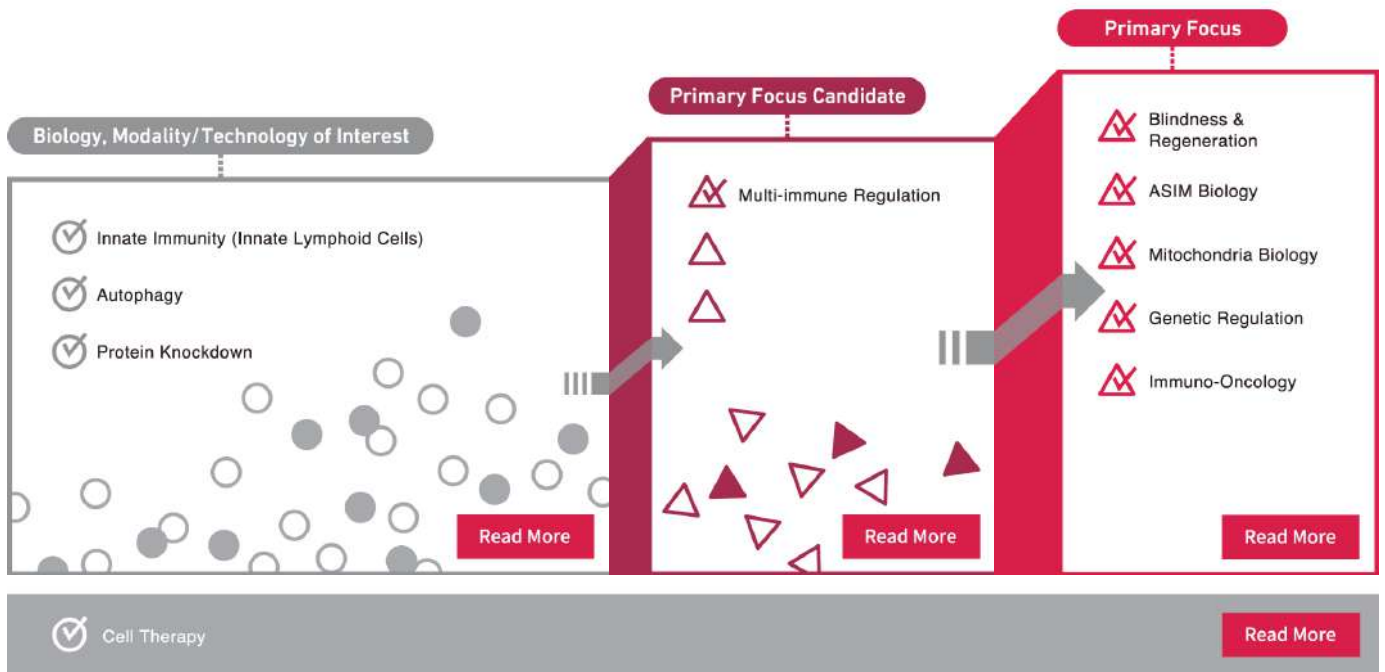 Biology, Modality/Technology of Interest
Innate Immunity (Innate Lymphoid Cells)
Autophagy
Protein Knockdown
Read More
Primary Focus Candidate
Multi-immune Regulation
Read More
Primary Focus
Blindness &
Regeneration
ASIM Biology
Mitochondria Biology
Genetic Regulation
Immuno-Oncology
Read More
Cell Therapy
Read More